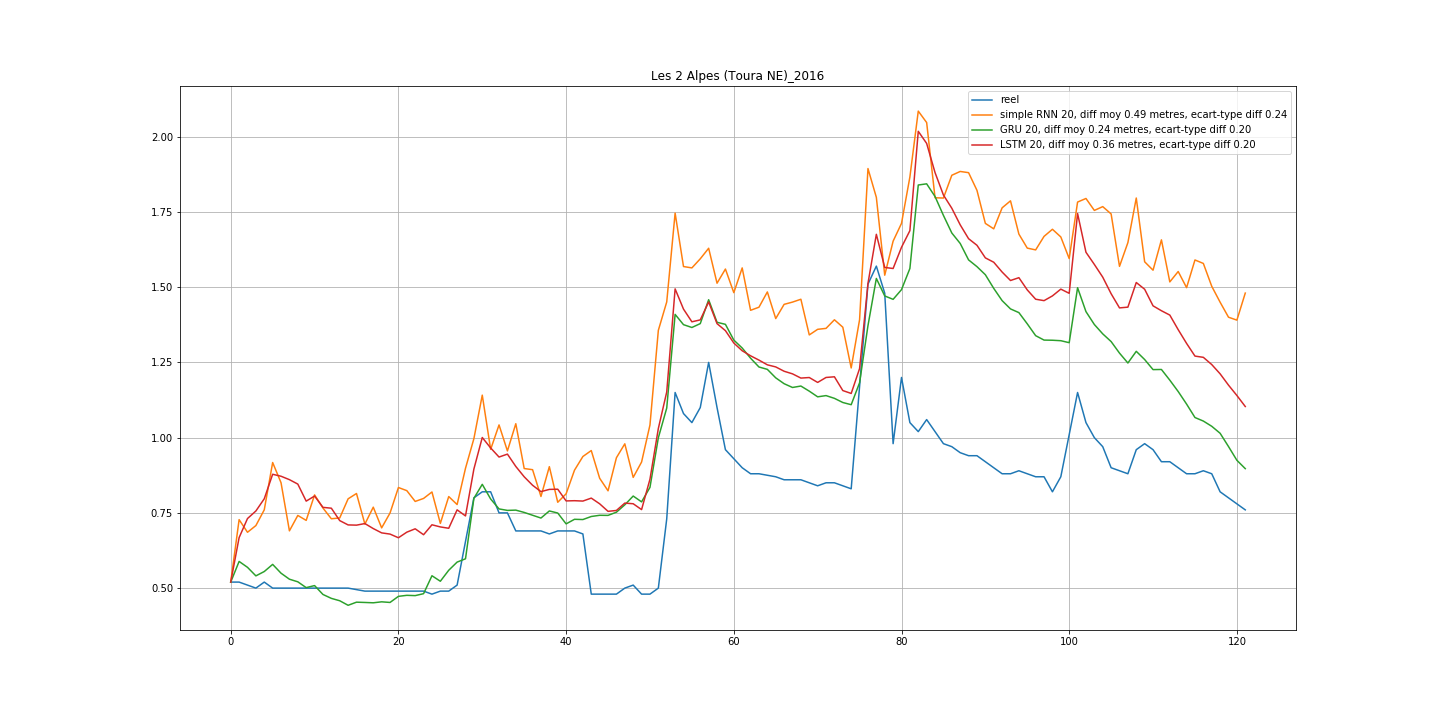 Les 2 Alpes (Toura NE)_2016
reel
simple RNN 20, diff moy 0.49 metres, ecart-type diff 0.24
GRU 20, diff moy 0.24 metres, ecart-type diff 0.20
LSTM 20, diff moy 0.36 metres, ecart-type diff 0.20
2.00
1.75
1.50
1.25
1.00
0.75
0.50
0 20 40 60 80 100 120